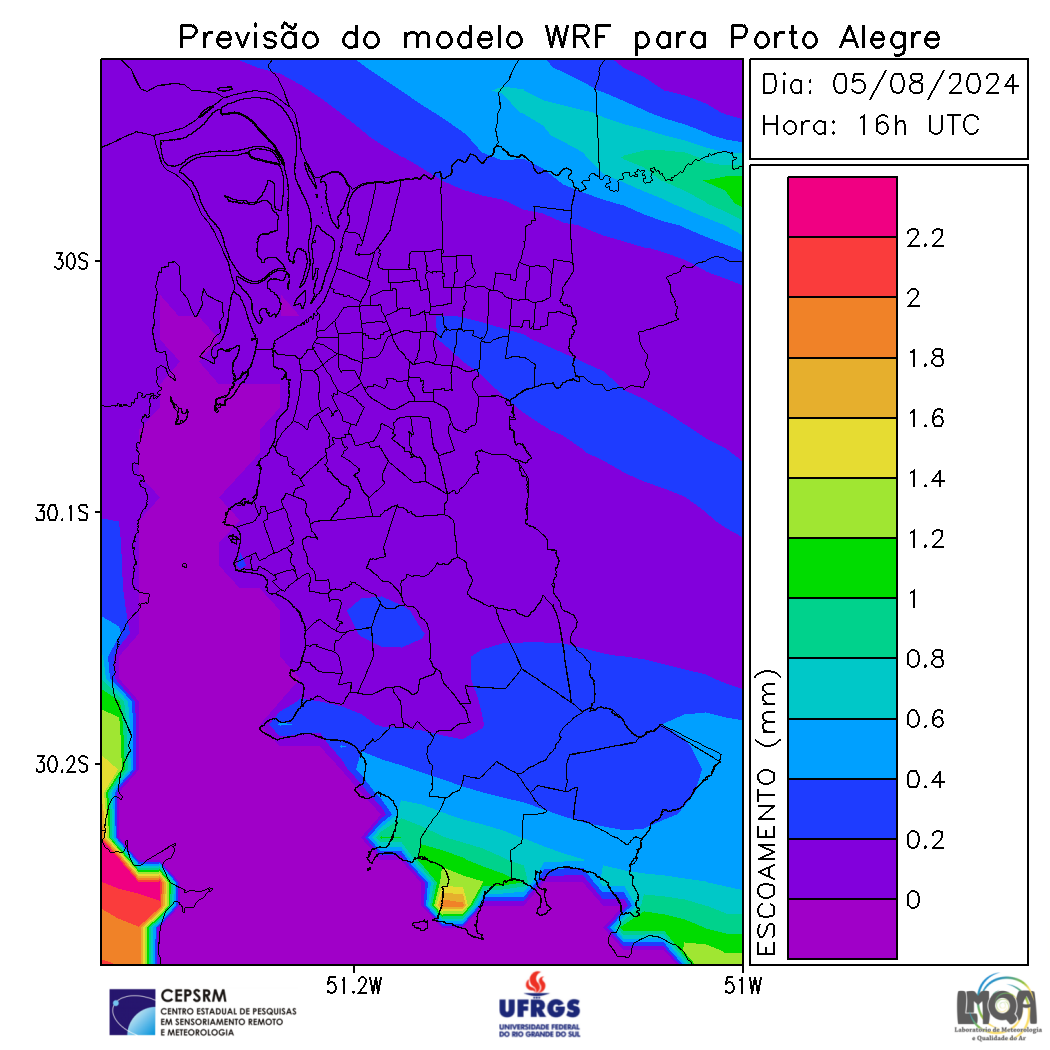 Previsão do modelo WRF para Porto Alegre
Dia: 05/08/2024
Hora: 16h UTC
30S
30.1S
30.2S
51.2W
51W
ESCOAMENTO (mm)
2.2
2
1.8
1.6
1.4
1.2
1
0.8
0.6
0.4
0.2
0
CEPSRM
CENTRO ESTADUAL DE PESQUISAS
EM SENSORIAMENTO REMOTO
E METEOROLOGIA
UFRGS
UNIVERSIDADE FEDERAL
DO RIO GRANDE DO SUL
LMQA
Laboratório de Meteorologia
e Qualidade do Ar